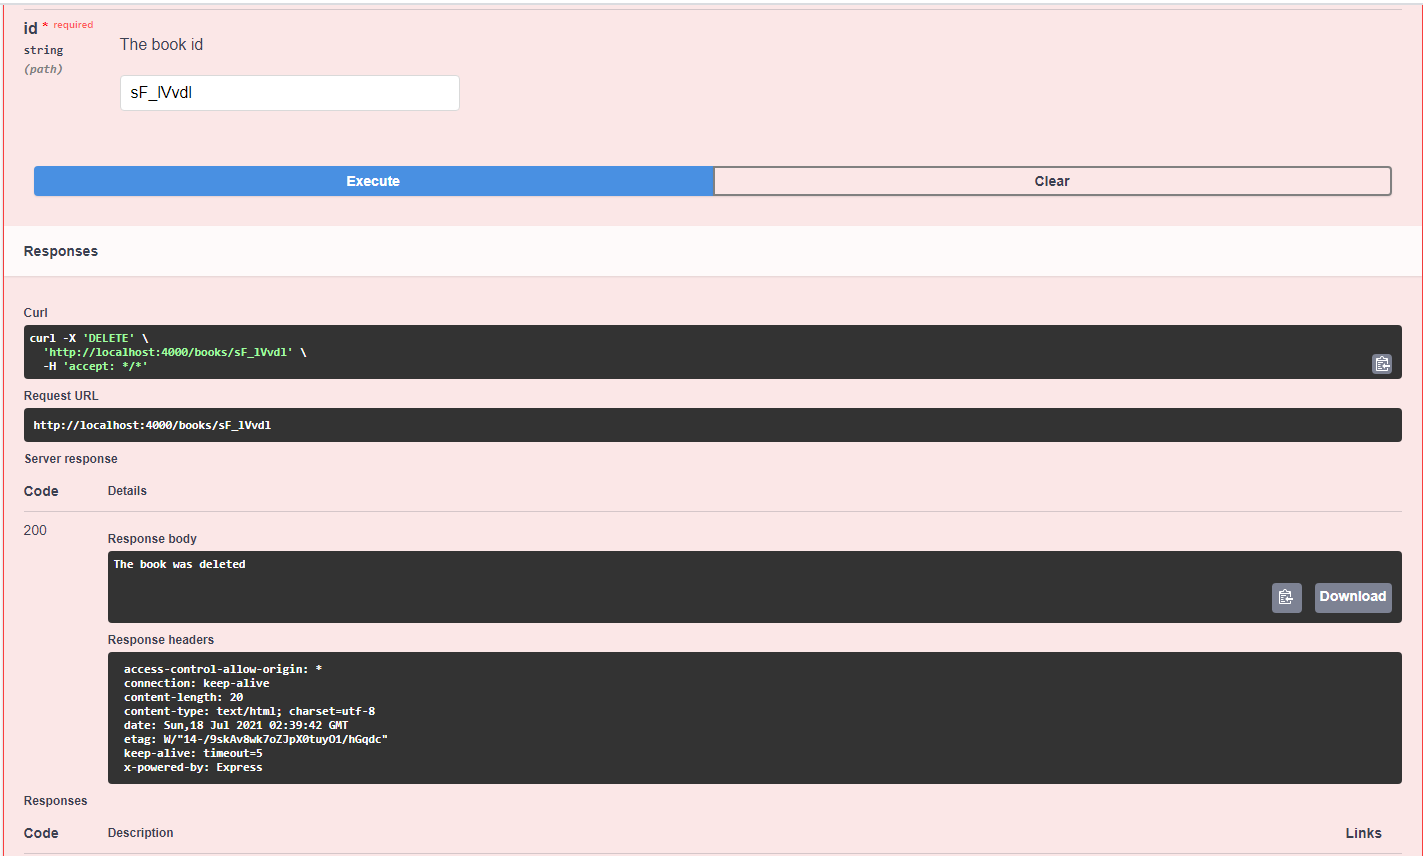 id * required
string
(path)
The book id
sF_lVvdl
Execute
Clear
Responses
Curl
curl -X 'DELETE' \
'http://localhost:4000/books/sF_lVvdl' \
-H 'accept: */*'
Request URL
http://localhost:4000/books/sF_lVvdl
Server response
Code Details
200
Response body
The book was deleted
Download
Response headers
access-control-allow-origin: *
connection: keep-alive
content-length: 20
content-type: text/html; charset=utf-8
date: Sun,18 Jul 2021 02:39:42 GMT
etag: W/"14-/9skAv8wk7oZJpX0tuyO1/hGqdc"
keep-alive: timeout=5
x-powered-by: Express
Responses
Code Description Links